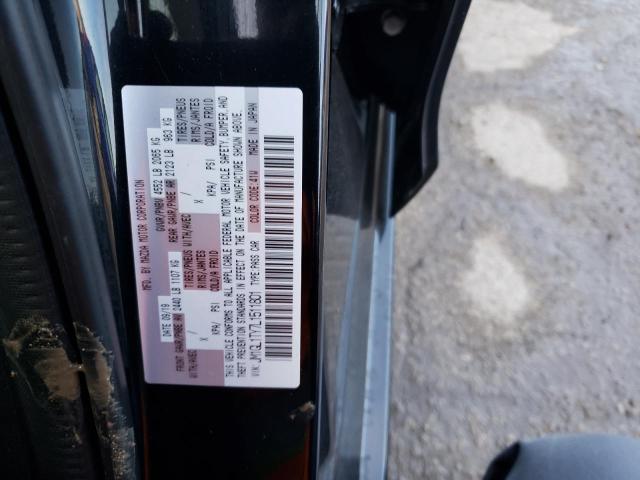 MFD. BY MAZDA MOTOR CORPORATION
DATE: 09/19 GVWR/PNBV 4552 LB 2065 KG
FRONT GAWR/PNBE AV 2440 LB 1107 KG REAR GAWR/PNBE AR 2123 LB 963 KG
WITH/AVEC TIRES/PNEUS WITH/AVEC / TIRES/PNEUS
X RIMS/JANTES X RIMS/JANTES
KPA/ PSI COLD/A FROID KPA/ PSI COLD/A FROID
THIS VEHICLE CONFORMS TO ALL APPLICABLE FEDERAL MOTOR VEHICLE SAFETY, BUMPER, AND
THEFT PREVENTION STANDARDS IN EFFECT ON THE DATE OF MANUFACTURE SHOWN ABOVE.
VIN: JM1GL1TY7L1511801 TYPE: PASS CAR COLOR CODE: 41W MADE IN JAPAN